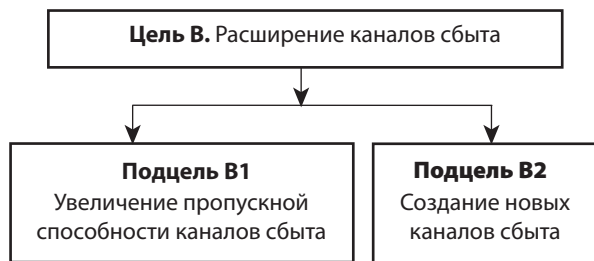 Цель В. Расширение каналов сбыта
Подцель В1
Увеличение пропускной
способности каналов сбыта
Подцель В2
Создание новых
каналов сбыта